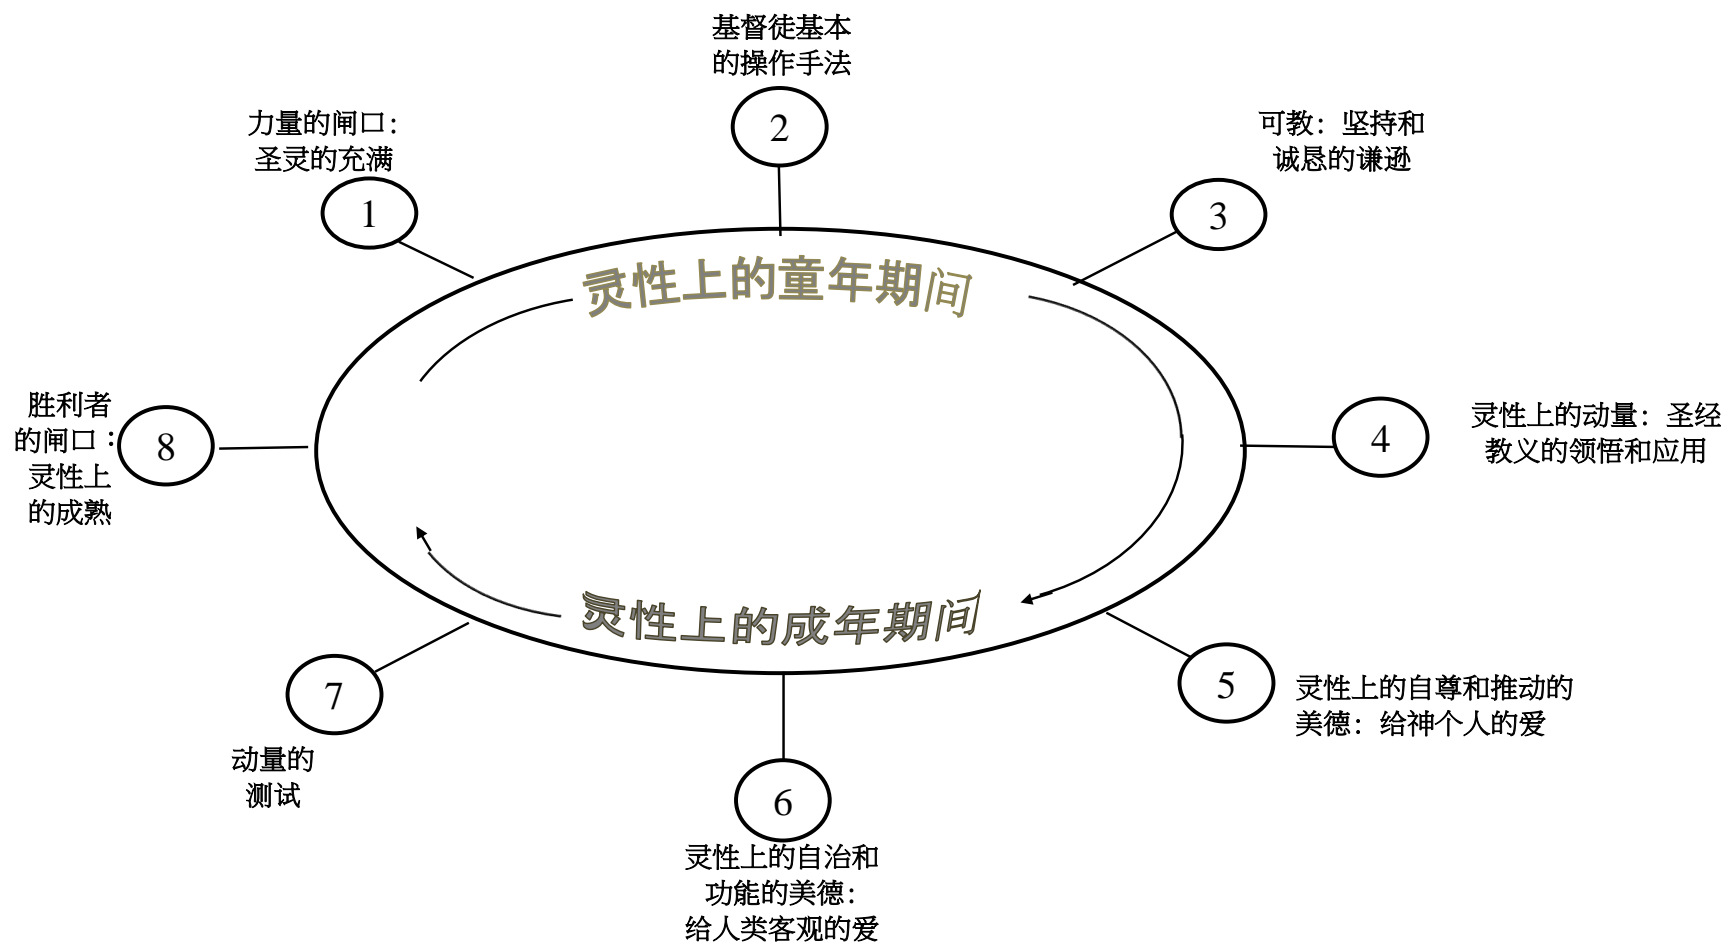 基督徒基本
的操作手法
2
力量的闸口：
圣灵的充满
1
可教：坚持和
诚恳的谦逊
3
灵性上的童年期间
胜利者
的闸口：
灵性上
的成熟
8
灵性上的动量：圣经
教义的领悟和应用
4
灵性上的成年期间
5
灵性上的自尊和推动的
美德：给神个人的爱
7
动量的
测试
6
灵性上的自治和
功能的美德：
给人类客观的爱